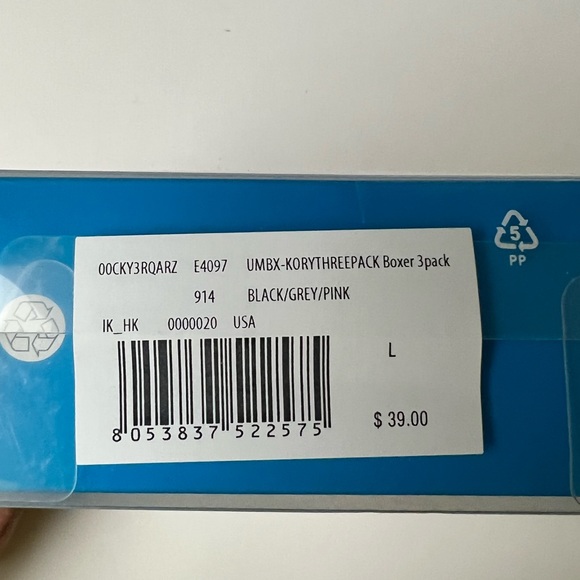 5
PP
00CKY3RQARZ E4097 UMBX-KORYTHREEPACK Boxer 3pack
914 BLACK/GREY/PINK
IK_HK 0000020 USA
L
$ 39.00
8 053837 522575